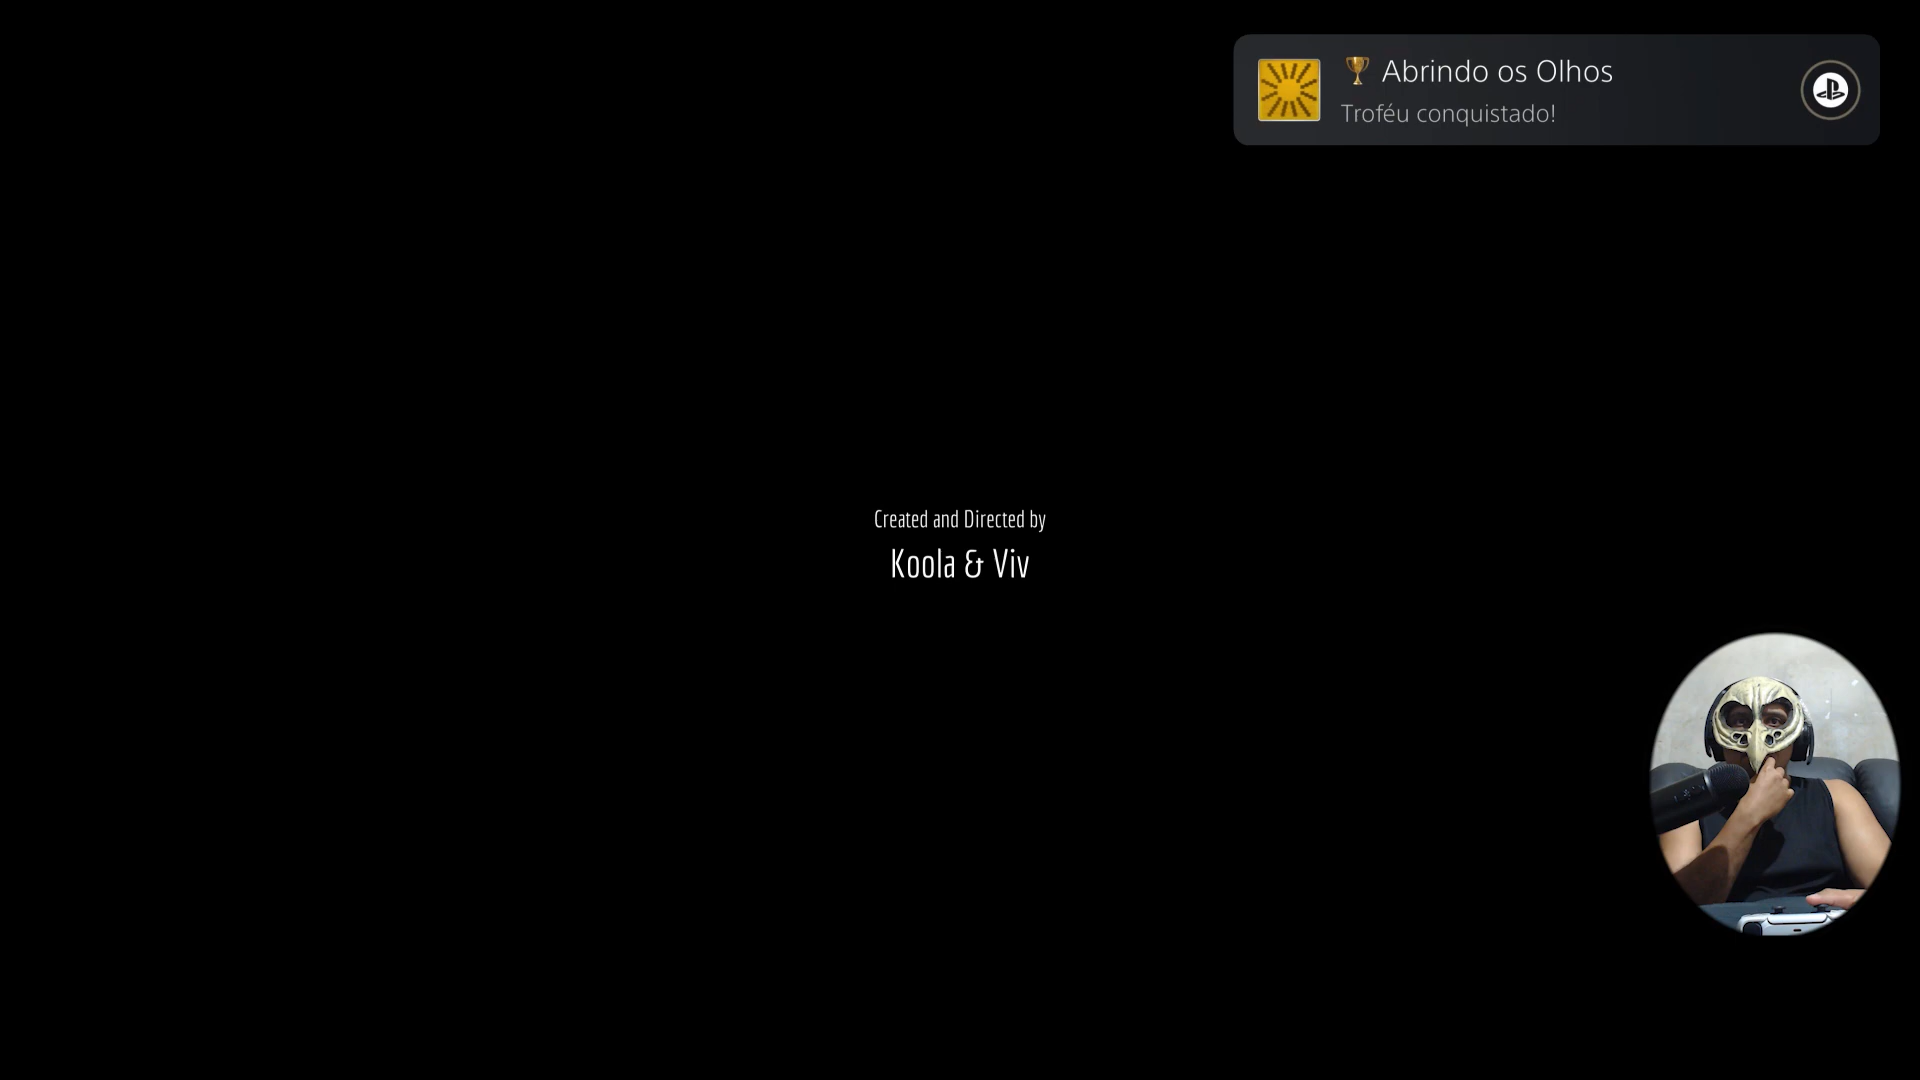 Abrindo os Olhos
Troféu conquistado!
Created and Directed by
Koola & Viv